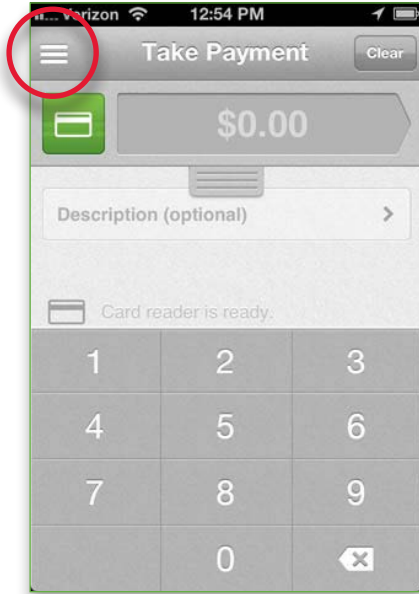 Verizon 12:54 PM
Take Payment Clear
$0.00
Description (optional)
Card reader is ready.
1 2 3
4 5 6
7 8 9
0